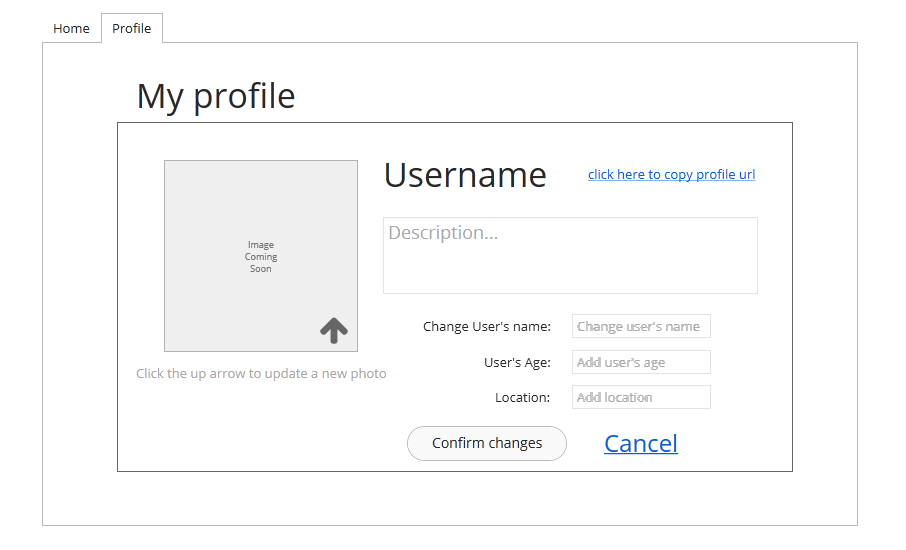 Home
Profile
My profile
Username
click here to copy profile url
Image
Coming
Soon
Description...
Click the up arrow to update a new photo
Change User's name:
Change user's name
User's Age:
Add user's age
Location:
Add location
Confirm changes
Cancel